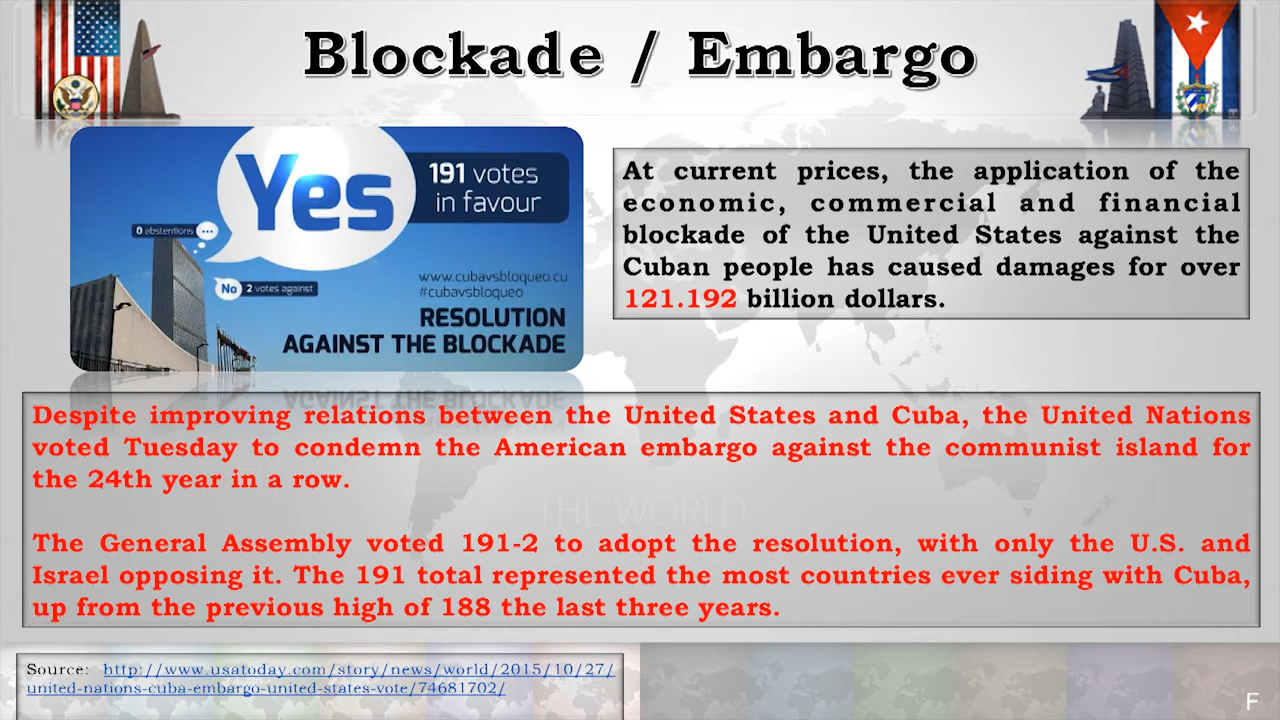 Blockade / Embargo
Yes
191 votes
in favour
0 abstentions
...
No
2 votes against
www.cubavsbloqueo.cu
#cubavsbloqueo
RESOLUTION
AGAINST THE BLOCKADE
At current prices, the application of the
economic, commercial and financial
blockade of the United States against the
Cuban people has caused damages for over
121.192 billion dollars.
Despite improving relations between the United States and Cuba, the United Nations
voted Tuesday to condemn the American embargo against the communist island for
the 24th year in a row.
The General Assembly voted 191-2 to adopt the resolution, with only the U.S. and
Israel opposing it. The 191 total represented the most countries ever siding with Cuba,
up from the previous high of 188 the last three years.
THE WORLD
Source: http://www.usatoday.com/story/news/world/2015/10/27/
united-nations-cuba-embargo-united-states-vote/74681702/
F